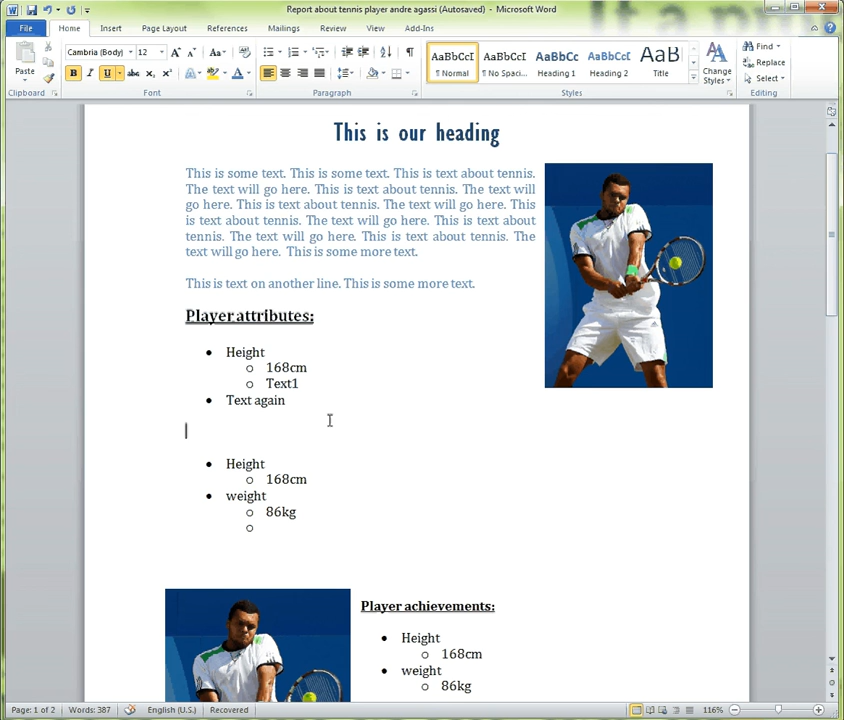 Report about tennis player andre agassi (Autosaved) - Microsoft Word
File Home Insert Page Layout References Mailings Review View Add-Ins
Cambria (Body) 12 A A Aa
AaBbCcI AaBbCcI AaBbCc AaBbCcI AaB
Find
Replace
Select
Paste
B I U abc x₂ x² A A
¶ Normal ¶ No Spaci... Heading 1 Heading 2 Title
Change
Styles
Clipboard Font Paragraph Styles Editing
This is our heading
This is some text. This is some text. This is text about tennis.
The text will go here. This is text about tennis. The text will
go here. This is text about tennis. The text will go here. This
is text about tennis. The text will go here. This is text about
tennis. The text will go here. This is text about tennis. The
text will go here. This is some more text.
This is text on another line. This is some more text.
Player attributes:
Height
168cm
Text1
Text again
Height
168cm
weight
86kg
Player achievements:
Height
168cm
weight
86kg
Page: 1 of 2 Words: 387 English (U.S.) Recovered 116%